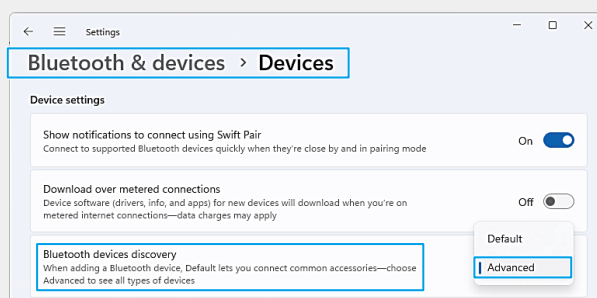 Settings
Bluetooth & devices > Devices
Device settings
Show notifications to connect using Swift Pair
Connect to supported Bluetooth devices quickly when they're close by and in pairing mode
On
Download over metered connections
Device software (drivers, info, and apps) for new devices will download when you're on
metered internet connections—data charges may apply
Off
Bluetooth devices discovery
When adding a Bluetooth device, Default lets you connect common accessories—choose
Advanced to see all types of devices
Default
Advanced